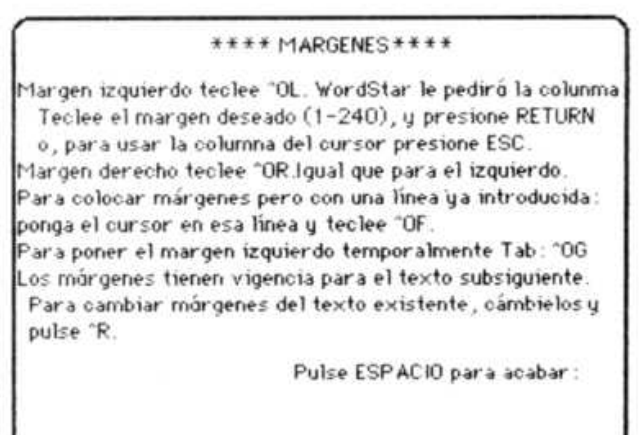 **** MARGENES****
Margen izquierdo teclee ^OL. WordStar le pedirá la colunma
Teclee el margen deseado (1-240), y presione RETURN
o, para usar la columna del cursor presione ESC.
Margen derecho teclee ^OR.Igual que para el izquierdo.
Para colocar márgenes pero con una línea ya introducida:
ponga el cursor en esa línea y teclee ^OF.
Para poner el margen izquierdo temporalmente Tab: ^OG
Los márgenes tienen vigencia para el texto subsiguiente.
Para cambiar márgenes del texto existente, cámbielos y
pulse ^R.
Pulse ESPACIO para acabar: